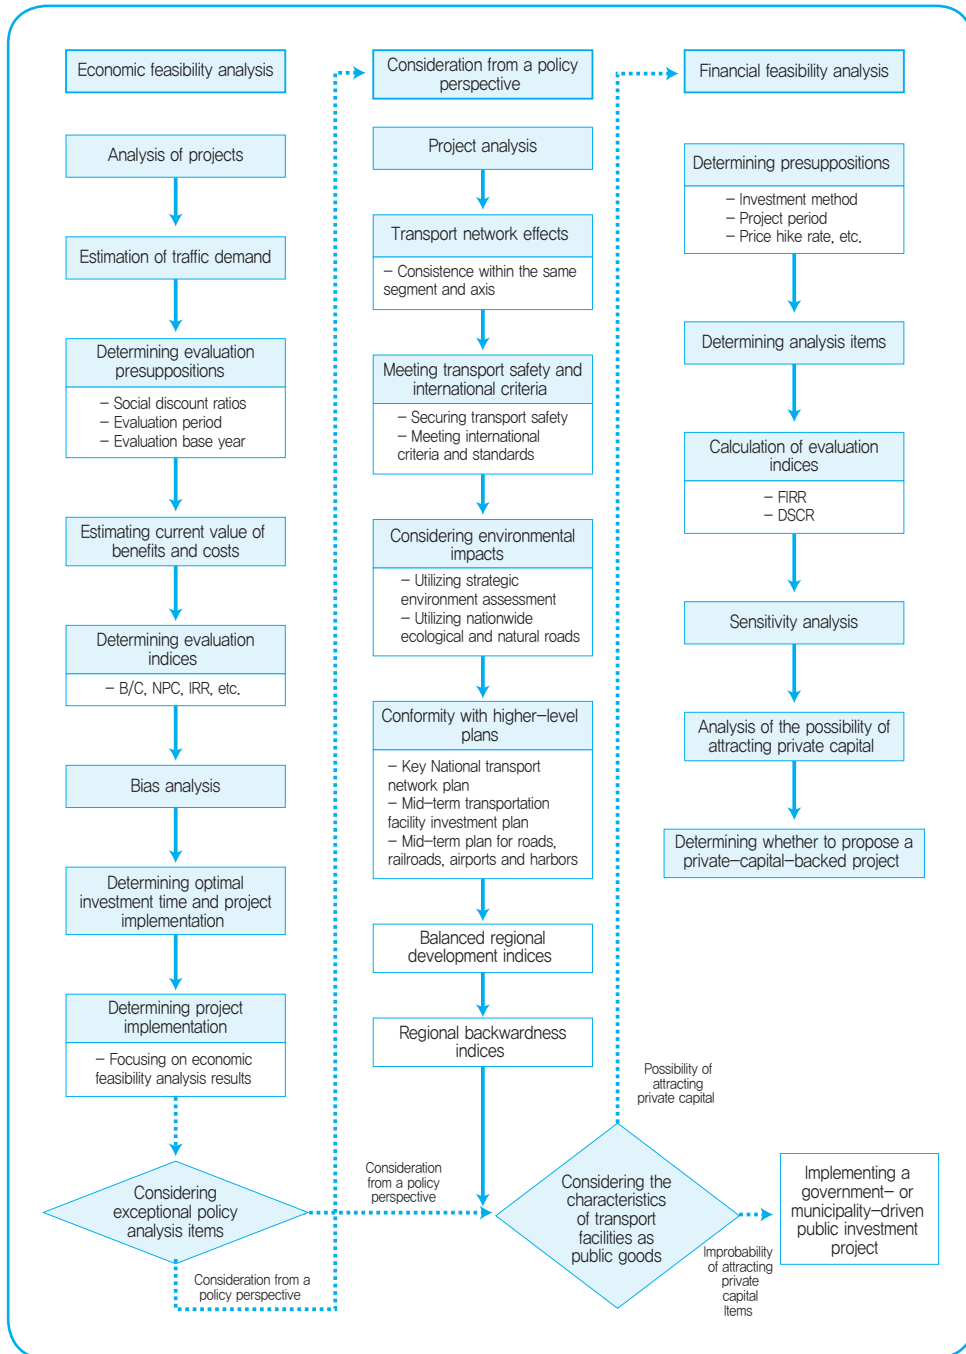 Economic feasibility analysis
Analysis of projects
Estimation of traffic demand
Determining evaluation
presuppositions
– Social discount ratios
– Evaluation period
– Evaluation base year
Estimating current value of
benefits and costs
Determining evaluation
indices
– B/C, NPC, IRR, etc.
Bias analysis
Determining optimal
investment time and project
implementation
Determining project
implementation
– Focusing on economic
feasibility analysis results
Considering
exceptional policy
analysis items
Consideration from a
policy perspective
Consideration
from a policy
perspective
Consideration from a policy
perspective
Project analysis
Transport network effects
– Consistence within the same
segment and axis
Meeting transport safety and
international criteria
– Securing transport safety
– Meeting international
criteria and standards
Considering environmental
impacts
– Utilizing strategic
environment assessment
– Utilizing nationwide
ecological and natural roads
Conformity with higher–level
plans
– Key National transport
network plan
– Mid–term transportation
facility investment plan
– Mid–term plan for roads,
railroads, airports and harbors
Balanced regional
development indices
Regional backwardness
indices
Considering the
characteristics
of transport
facilities as
public goods
Possibility of
attracting
private capital
Improbability
of attracting
private
capital
Items
Implementing a
government– or
municipality–driven
public investment
project
Financial feasibility analysis
Determining presuppositions
– Investment method
– Project period
– Price hike rate, etc.
Determining analysis items
Calculation of evaluation
indices
– FIRR
– DSCR
Sensitivity analysis
Analysis of the possibility of
attracting private capital
Determining whether to propose a
private–capital–backed project